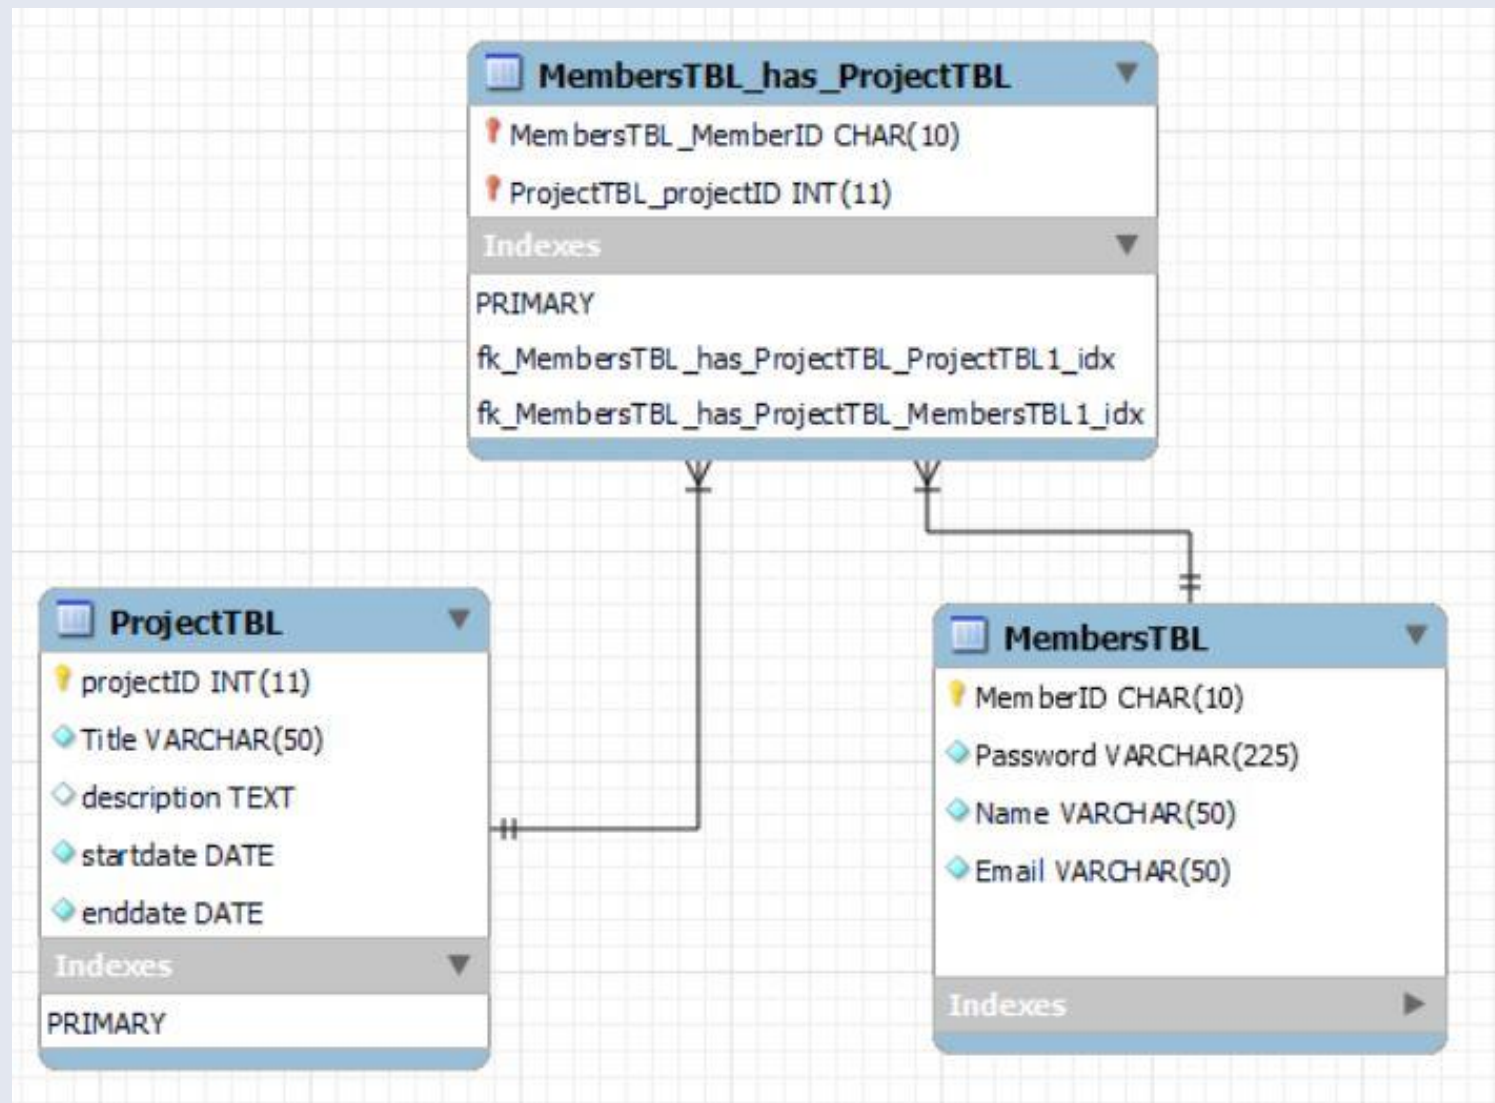 MembersTBL_has_ProjectTBL
MembersTBL_MemberID CHAR(10)
ProjectTBL_projectID INT(11)
Indexes
PRIMARY
fk_MembersTBL_has_ProjectTBL_ProjectTBL1_idx
fk_MembersTBL_has_ProjectTBL_MembersTBL1_idx
ProjectTBL
projectID INT(11)
Title VARCHAR(50)
description TEXT
startdate DATE
enddate DATE
Indexes
PRIMARY
MembersTBL
MemberID CHAR(10)
Password VARCHAR(225)
Name VARCHAR(50)
Email VARCHAR(50)
Indexes